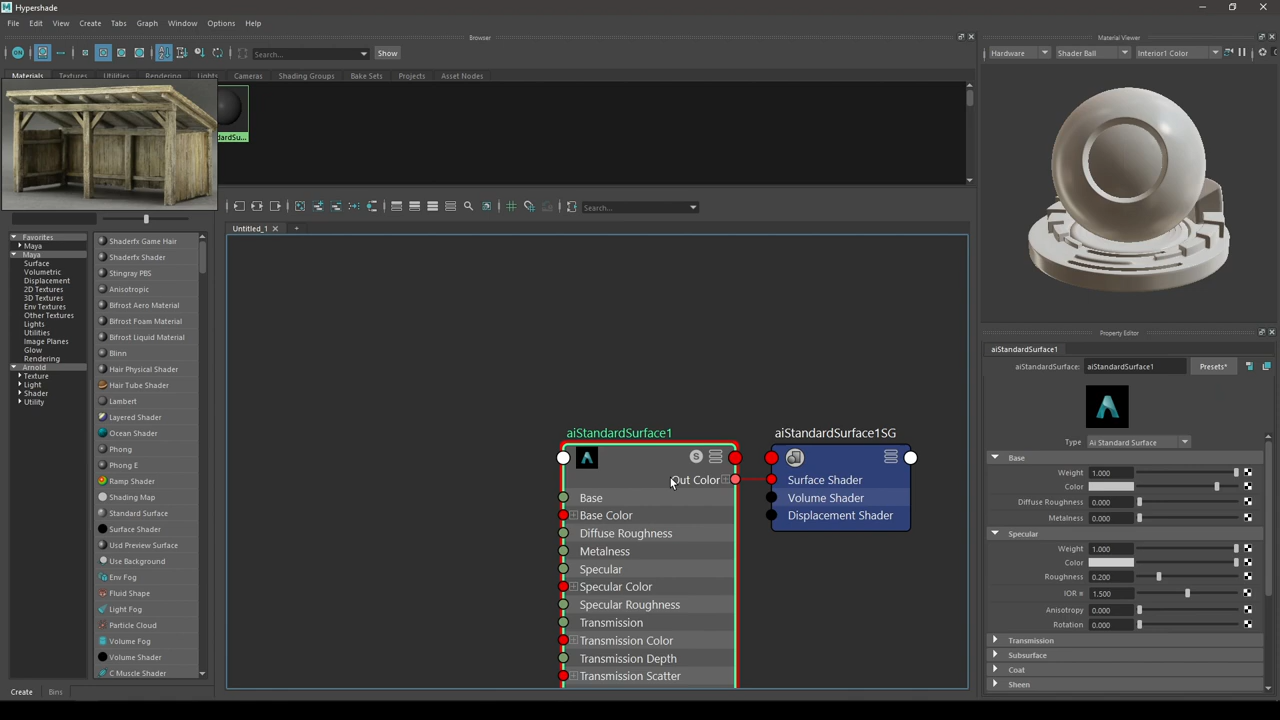 Hypershade
File Edit View Create Tabs Graph Window Options Help
Browser
Material Viewer
ON
Search...
Show
Hardware
Shader Ball
Interior1 Color
Materials Textures Utilities Rendering Lights Cameras Shading Groups Bake Sets Projects Asset Nodes
dardSu...
Search...
Untitled_1
Favorites
Maya
Maya
Surface
Volumetric
Displacement
2D Textures
3D Textures
Env Textures
Other Textures
Lights
Utilities
Image Planes
Glow
Rendering
Arnold
Texture
Light
Shader
Utility
Shaderfx Game Hair
Shaderfx Shader
Stingray PBS
Anisotropic
Bifrost Aero Material
Bifrost Foam Material
Bifrost Liquid Material
Blinn
Hair Physical Shader
Hair Tube Shader
Lambert
Layered Shader
Ocean Shader
Phong
Phong E
Ramp Shader
Shading Map
Standard Surface
Surface Shader
Usd Preview Surface
Use Background
Env Fog
Fluid Shape
Light Fog
Particle Cloud
Volume Fog
Volume Shader
C Muscle Shader
Create Bins
aiStandardSurface1
S
Out Color
Base
Base Color
Diffuse Roughness
Metalness
Specular
Specular Color
Specular Roughness
Transmission
Transmission Color
Transmission Depth
Transmission Scatter
aiStandardSurface1SG
Surface Shader
Volume Shader
Displacement Shader
Property Editor
aiStandardSurface1
aiStandardSurface: aiStandardSurface1 Presets*
Type Ai Standard Surface
Base
Weight 1.000
Color
Diffuse Roughness 0.000
Metalness 0.000
Specular
Weight 1.000
Color
Roughness 0.200
IOR = 1.500
Anisotropy 0.000
Rotation 0.000
Transmission
Subsurface
Coat
Sheen